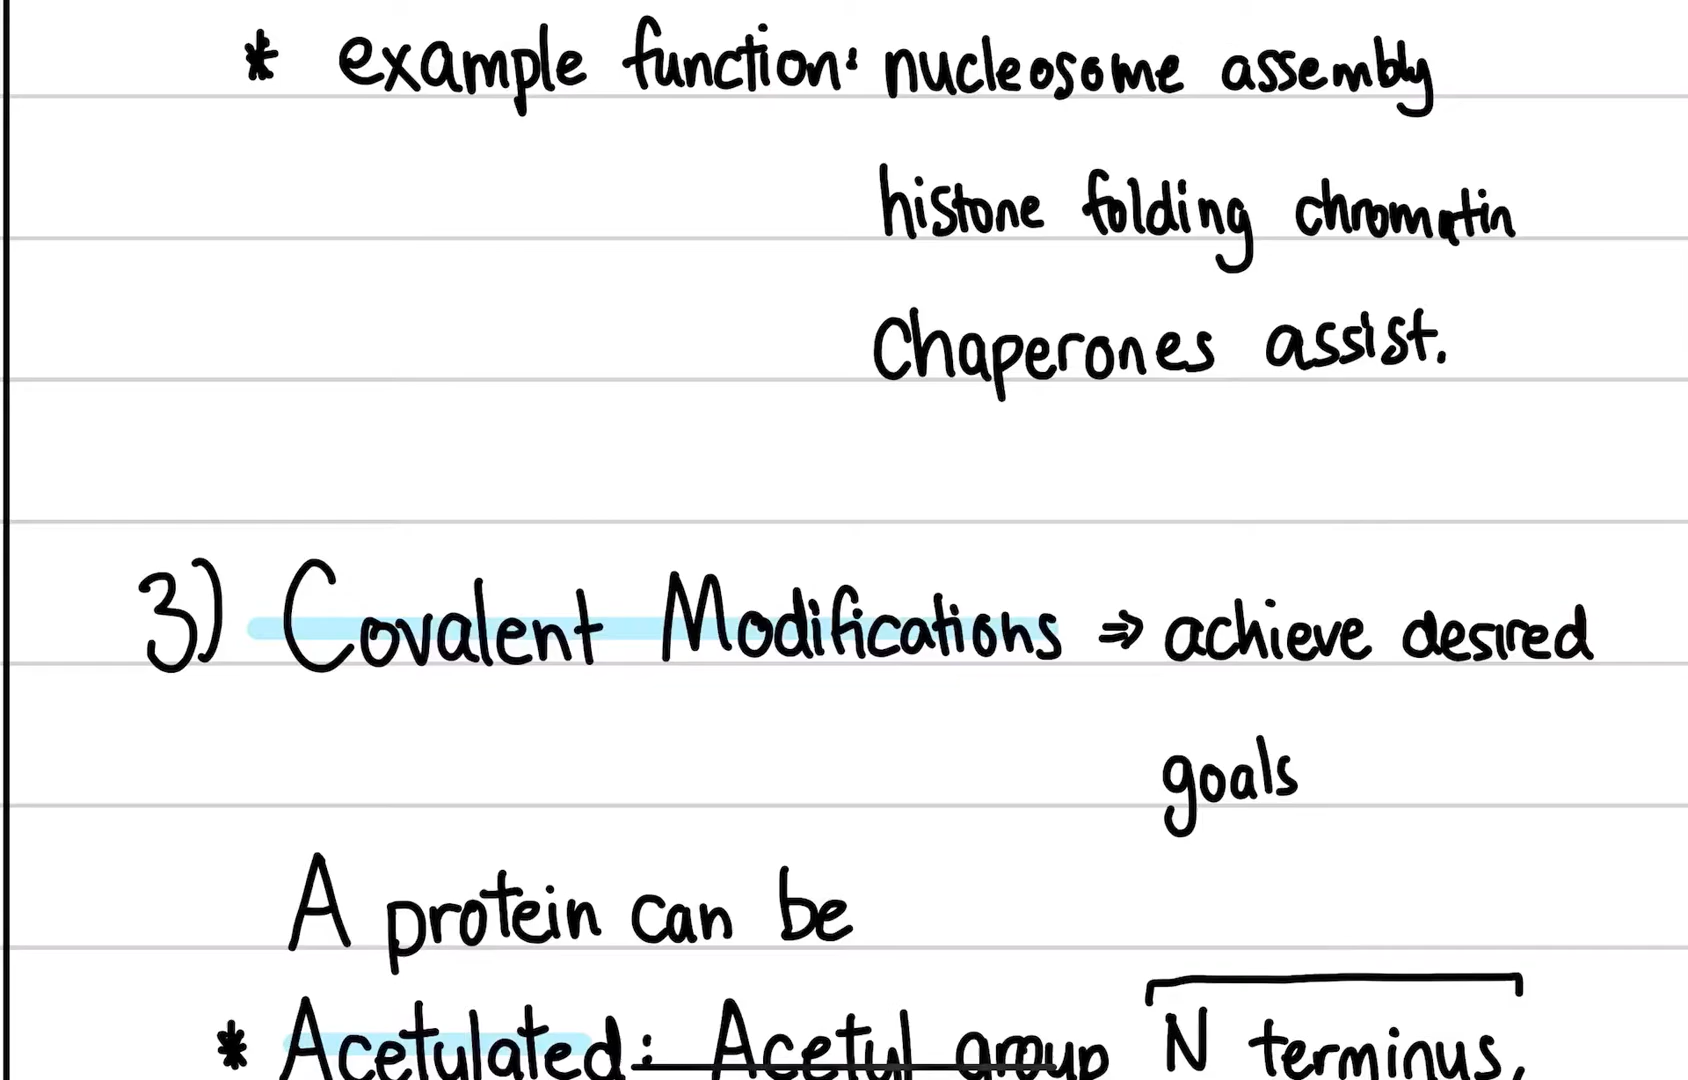 * example function: nucleosome assembly
histone folding chromatin
Chaperones assist.
3) Covalent Modifications ⇒ achieve desired
goals
A protein can be
* Acetylated: Acetyl group N terminus.